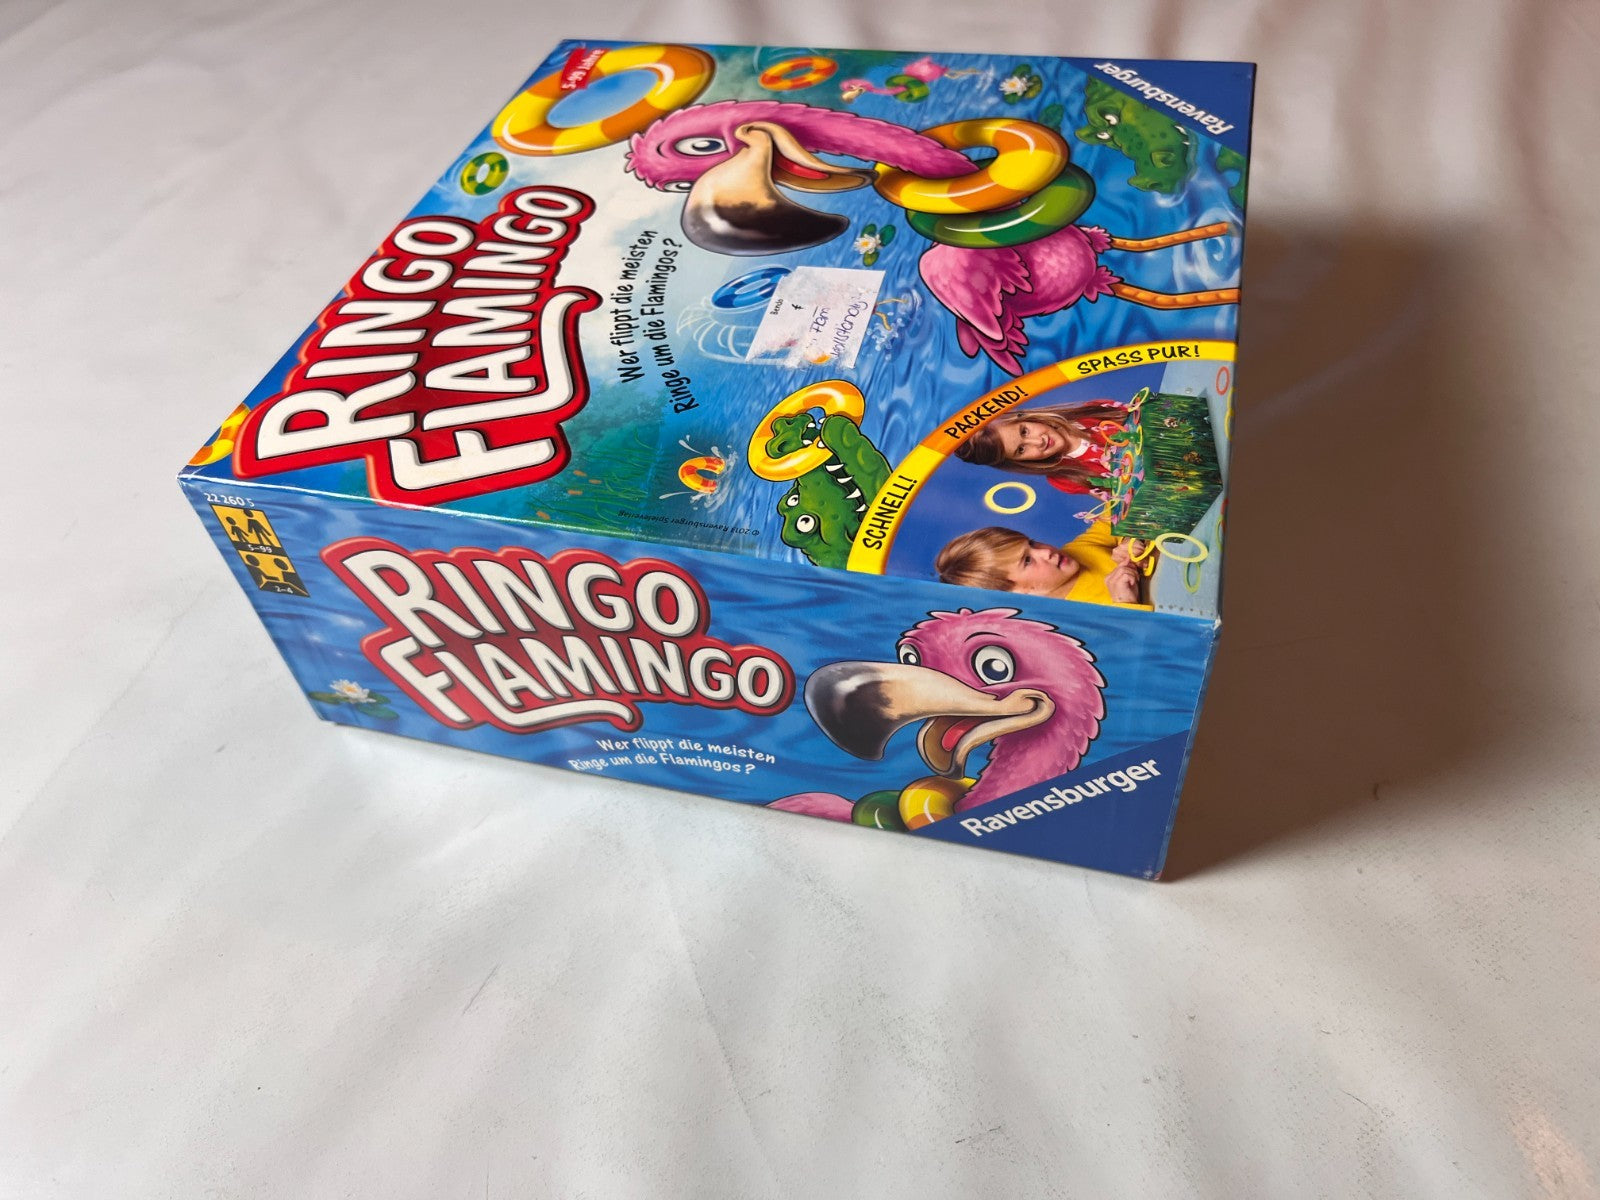 5-99 Jahre
Ravensburger
RINGO
FLAMINGO
Wer flippt die meisten
Ringe um die Flamingos?
Bendo
€
vollständig
SCHNELL!
PACKEND!
SPASS PUR!
© 2013 Ravensburger Spieleverlag
22 260 5
5-99
2-4
RINGO
FLAMINGO
Wer flippt die meisten
Ringe um die Flamingos?
Ravensburger